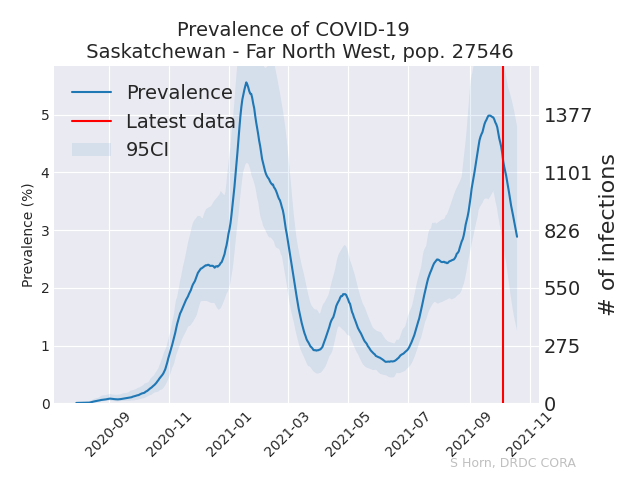 Prevalence of COVID-19
Saskatchewan - Far North West, pop. 27546
Prevalence
Latest data
95CI
Prevalence (%)
5
4
3
2
1
0
1377
1101
826
550
275
0
# of infections
2020-09
2020-11
2021-01
2021-03
2021-05
2021-07
2021-09
2021-11
S Horn, DRDC CORA